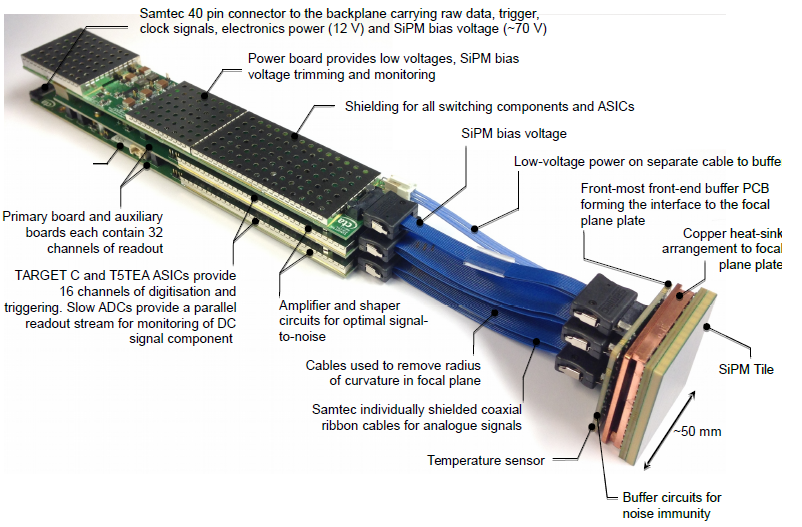 Samtec 40 pin connector to the backplane carrying raw data, trigger,
clock signals, electronics power (12 V) and SiPM bias voltage (~70 V)
Power board provides low voltages, SiPM bias
voltage trimming and monitoring
Shielding for all switching components and ASICs
SiPM bias voltage
Low-voltage power on separate cable to buffe
Front-most front-end buffer PCB
forming the interface to the focal
plane plate
Copper heat-sink
arrangement to focal
plane plate
Primary board and auxiliary
boards each contain 32
channels of readout
TARGET C and T5TEA ASICs provide
16 channels of digitisation and
triggering. Slow ADCs provide a parallel
readout stream for monitoring of DC
signal component
cta
Amplifier and shaper
circuits for optimal signal-
to-noise
Cables used to remove radius
of curvature in focal plane
Samtec individually shielded coaxial
ribbon cables for analogue signals
SiPM Tile
~50 mm
Temperature sensor
Buffer circuits for
noise immunity